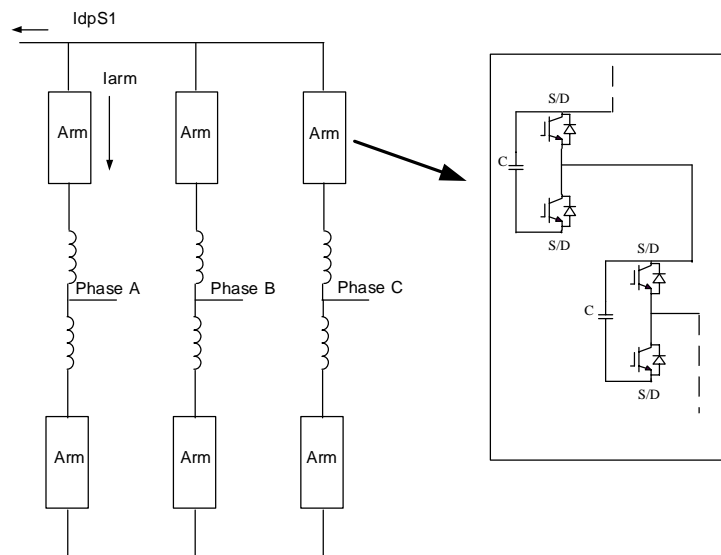 IdpS1
Iarm
Arm
Arm
Arm
Phase A
Phase B
Phase C
Arm
Arm
Arm
S/D
C
S/D
S/D
C
S/D